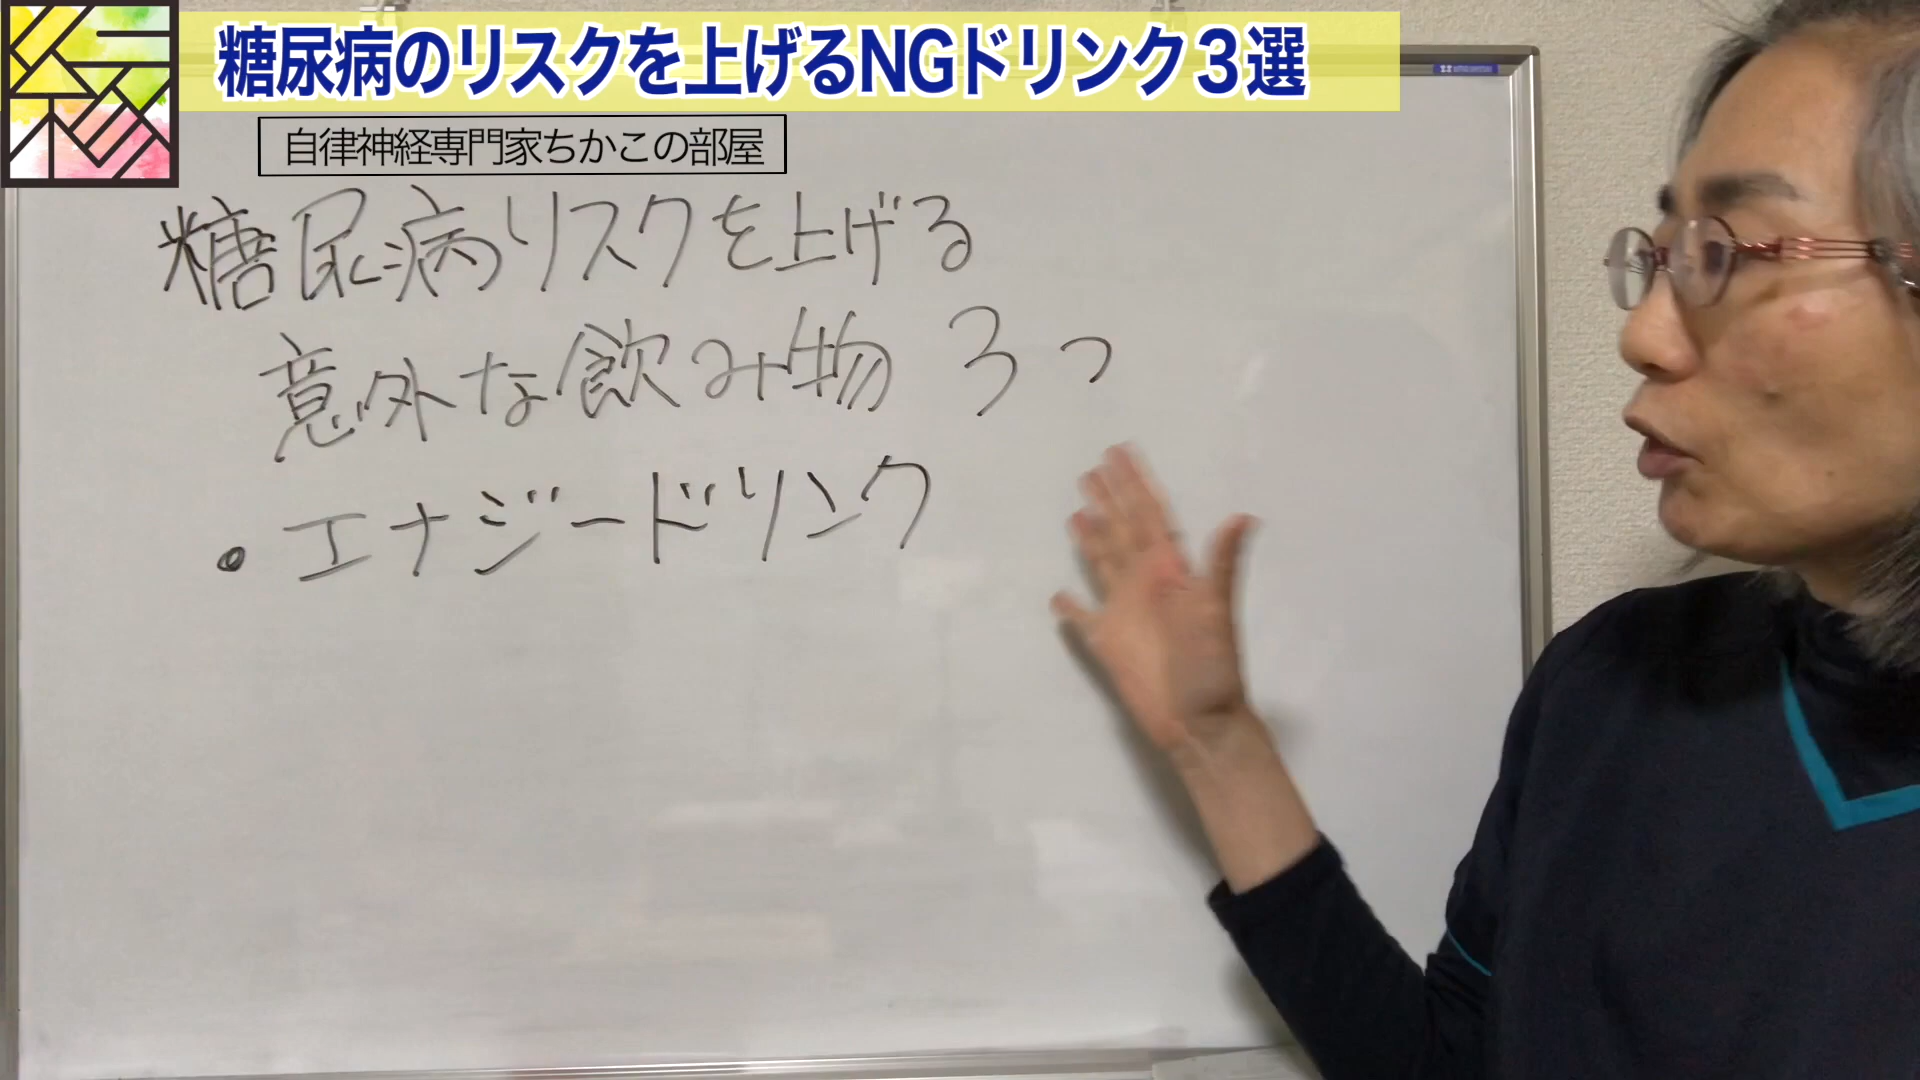 糖尿病のリスクを上げるNGドリンク３選
自律神経専門家ちかこの部屋
糖尿病リスクを上げる
意外な飲み物 3つ
・エナジードリンク